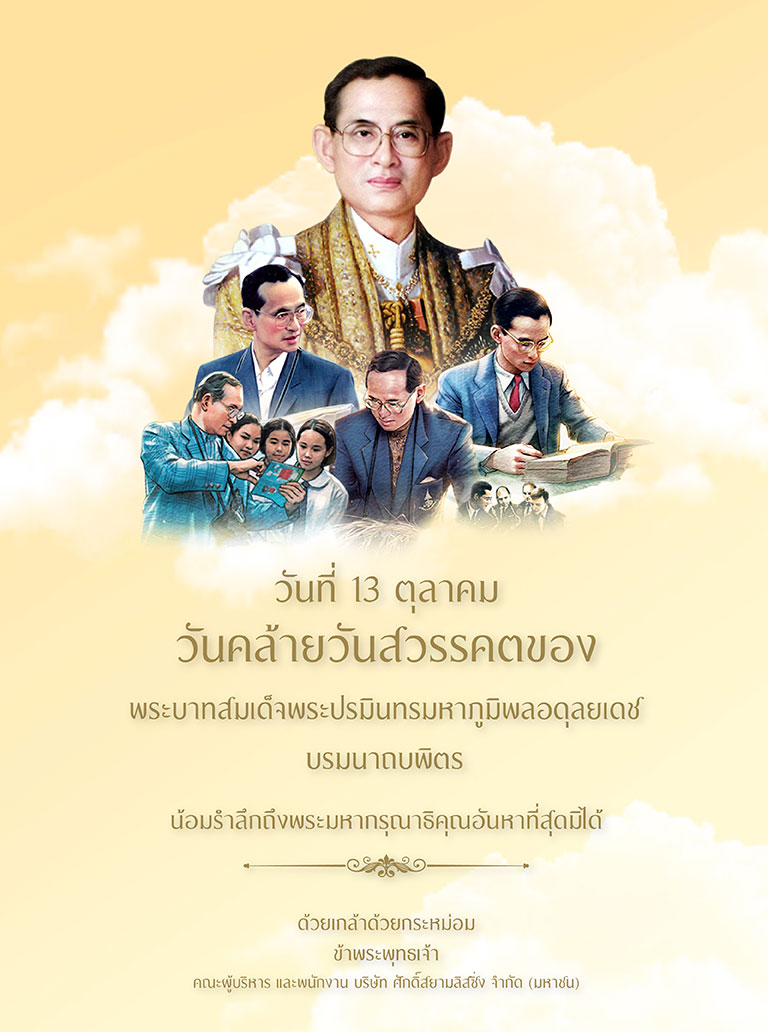 วันที่ 13 ตุลาคม
วันคล้ายวันสวรรคตของ
พระบาทสมเด็จพระปรมินทรมหาภูมิพลอดุลยเดช
บรมนาถบพิตร
น้อมรำลึกถึงพระมหากรุณาธิคุณอันหาที่สุดมิได้
ด้วยเกล้าด้วยกระหม่อม
ข้าพระพุทธเจ้า
คณะผู้บริหาร และพนักงาน บริษัท ศักดิ์สยามลิสซิ่ง จำกัด (มหาชน)